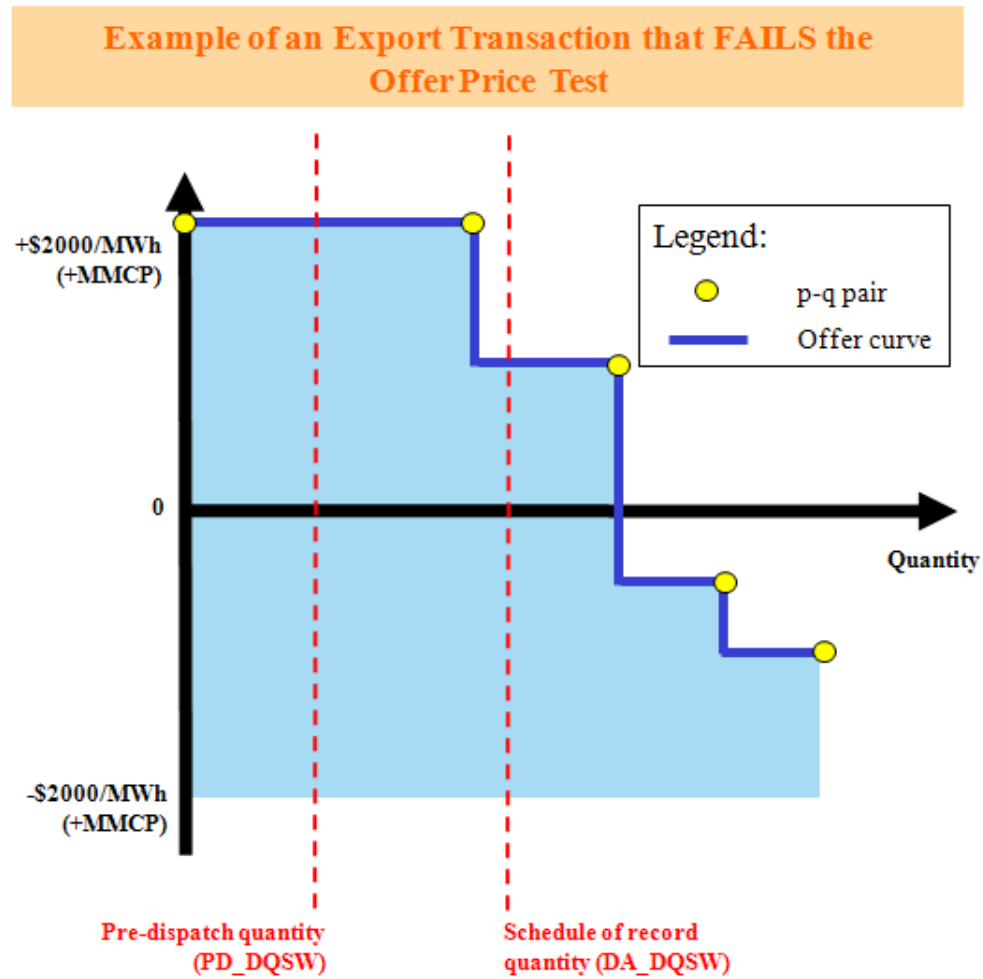 Example of an Export Transaction that FAILS the
Offer Price Test
+$2000/MWh
(+MMCP)
Legend:
p-q pair
Offer curve
0
Quantity
-$2000/MWh
(+MMCP)
Pre-dispatch quantity
(PD_DQSW)
Schedule of record
quantity (DA_DQSW)